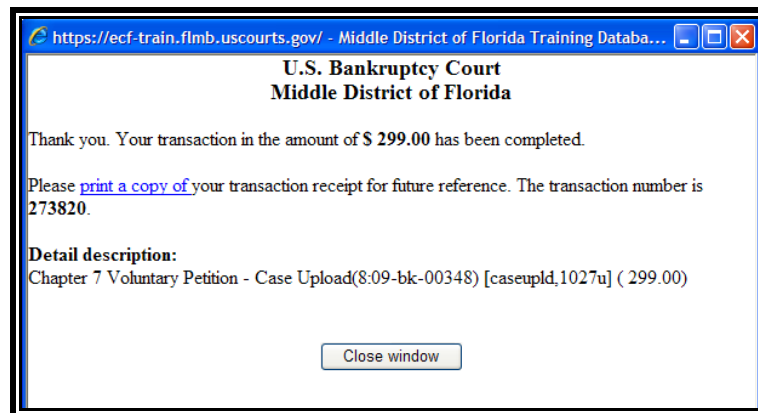 https://ecf-train.flmb.uscourts.gov/ - Middle District of Florida Training Databa...
U.S. Bankruptcy Court
Middle District of Florida
Thank you. Your transaction in the amount of $ 299.00 has been completed.
Please print a copy of your transaction receipt for future reference. The transaction number is
273820.
Detail description:
Chapter 7 Voluntary Petition - Case Upload(8:09-bk-00348) [caseupld,1027u] ( 299.00)
Close window